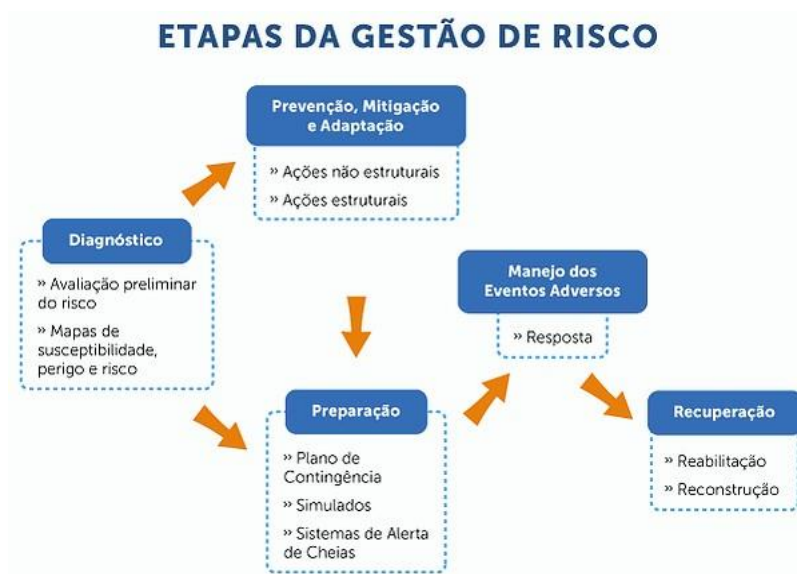 ETAPAS DA GESTÃO DE RISCO
Prevenção, Mitigação
e Adaptação
» Ações não estruturais
» Ações estruturais
Diagnóstico
» Avaliação preliminar
do risco
» Mapas de
susceptibilidade,
perigo e risco
Preparação
» Plano de
Contingência
» Simulados
» Sistemas de Alerta
de Cheias
Manejo dos
Eventos Adversos
» Resposta
Recuperação
» Reabilitação
» Reconstrução